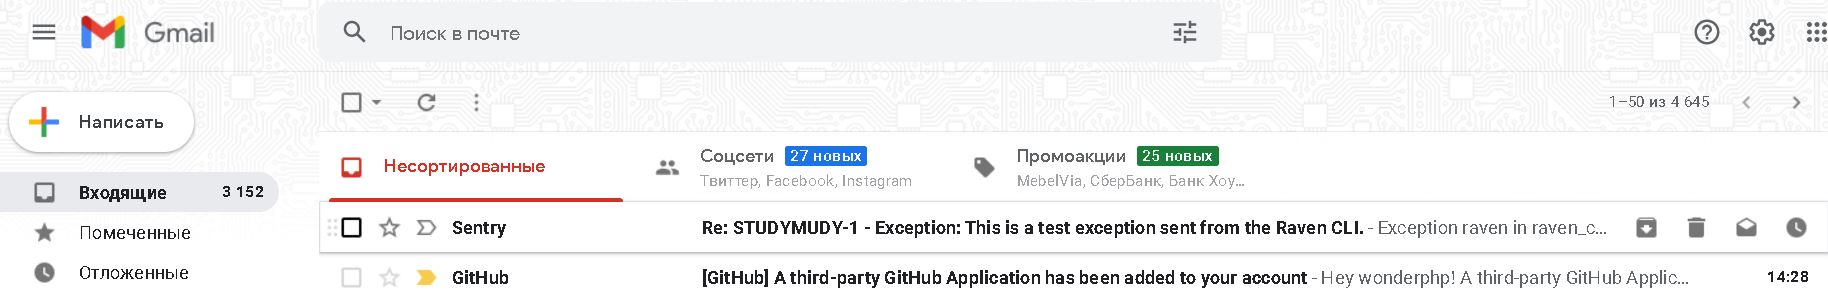 Gmail
Поиск в почте
Написать
1–50 из 4 645
Несортированные
Соцсети 27 новых
Твиттер, Facebook, Instagram
Промоакции 25 новых
MebelVia, СберБанк, Банк Хоу...
Входящие 3 152
Sentry Re: STUDYMUDY-1 - Exception: This is a test exception sent from the Raven CLI. - Exception raven in raven_c...
Помеченные
Отложенные
GitHub [GitHub] A third-party GitHub Application has been added to your account - Hey wonderphp! A third-party GitHub Applic... 14:28